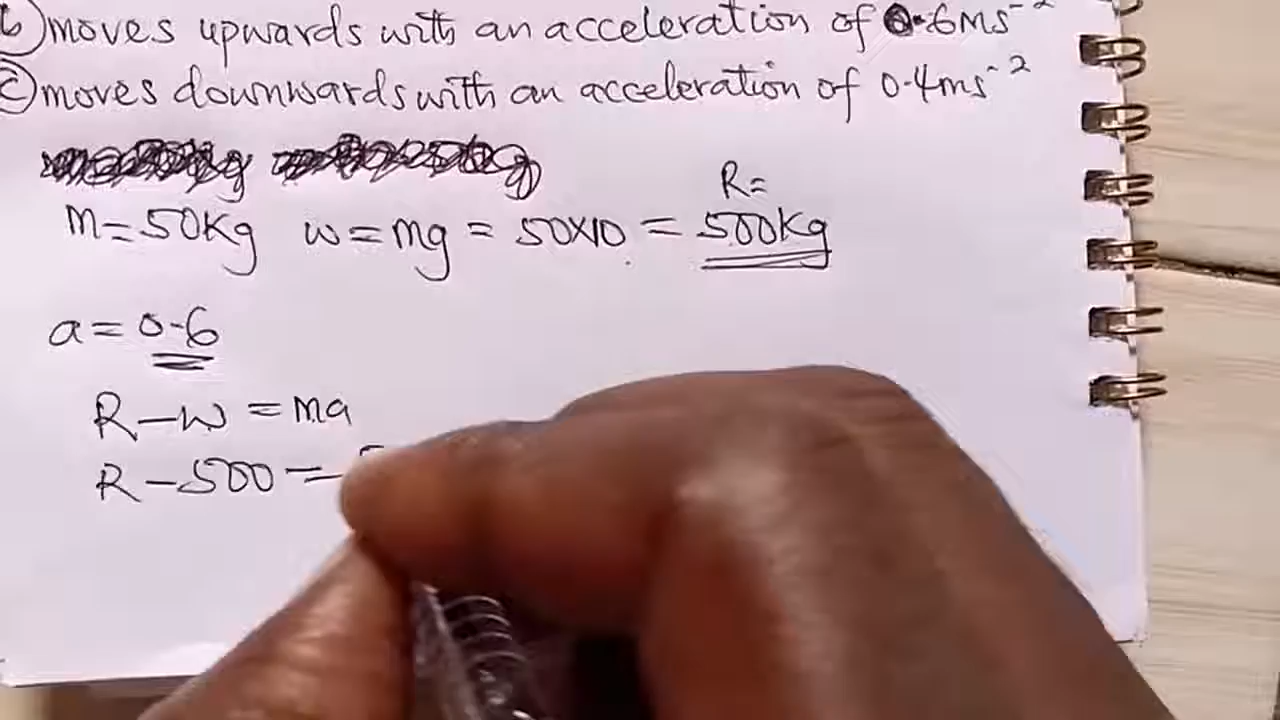 b) moves upwards with an acceleration of 0.6ms⁻²
c) moves downwards with an acceleration of 0.4ms⁻²
R=
m=50Kg w=mg = 50x10 = 500Kg
a = 0.6
R-w = ma
R-500 =